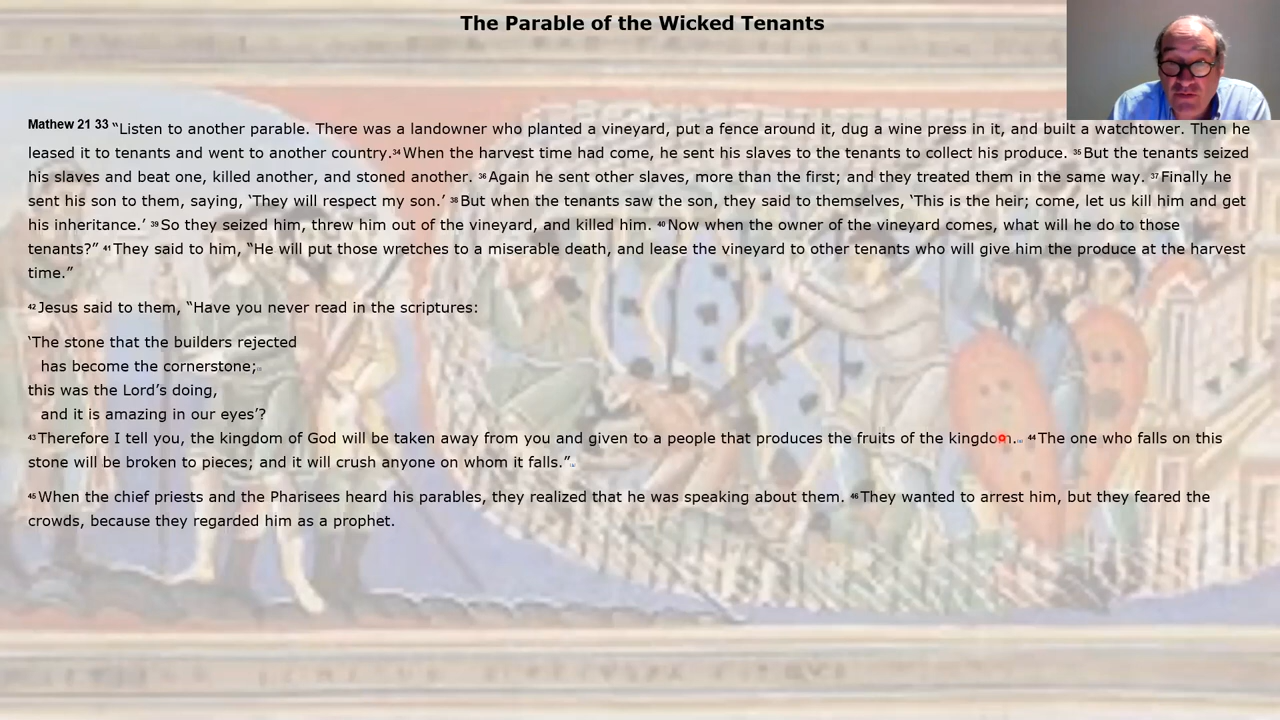 The Parable of the Wicked Tenants
Mathew 21 33 “Listen to another parable. There was a landowner who planted a vineyard, put a fence around it, dug a wine press in it, and built a watchtower. Then he
leased it to tenants and went to another country.34 When the harvest time had come, he sent his slaves to the tenants to collect his produce. 35 But the tenants seized
his slaves and beat one, killed another, and stoned another. 36 Again he sent other slaves, more than the first; and they treated them in the same way. 37 Finally he
sent his son to them, saying, ‘They will respect my son.’ 38 But when the tenants saw the son, they said to themselves, ‘This is the heir; come, let us kill him and get
his inheritance.’ 39 So they seized him, threw him out of the vineyard, and killed him. 40 Now when the owner of the vineyard comes, what will he do to those
tenants?” 41 They said to him, “He will put those wretches to a miserable death, and lease the vineyard to other tenants who will give him the produce at the harvest
time.”
42 Jesus said to them, “Have you never read in the scriptures:
‘The stone that the builders rejected
has become the cornerstone;
this was the Lord’s doing,
and it is amazing in our eyes’?
43 Therefore I tell you, the kingdom of God will be taken away from you and given to a people that produces the fruits of the kingdom. 44 The one who falls on this
stone will be broken to pieces; and it will crush anyone on whom it falls.”
45 When the chief priests and the Pharisees heard his parables, they realized that he was speaking about them. 46 They wanted to arrest him, but they feared the
crowds, because they regarded him as a prophet.